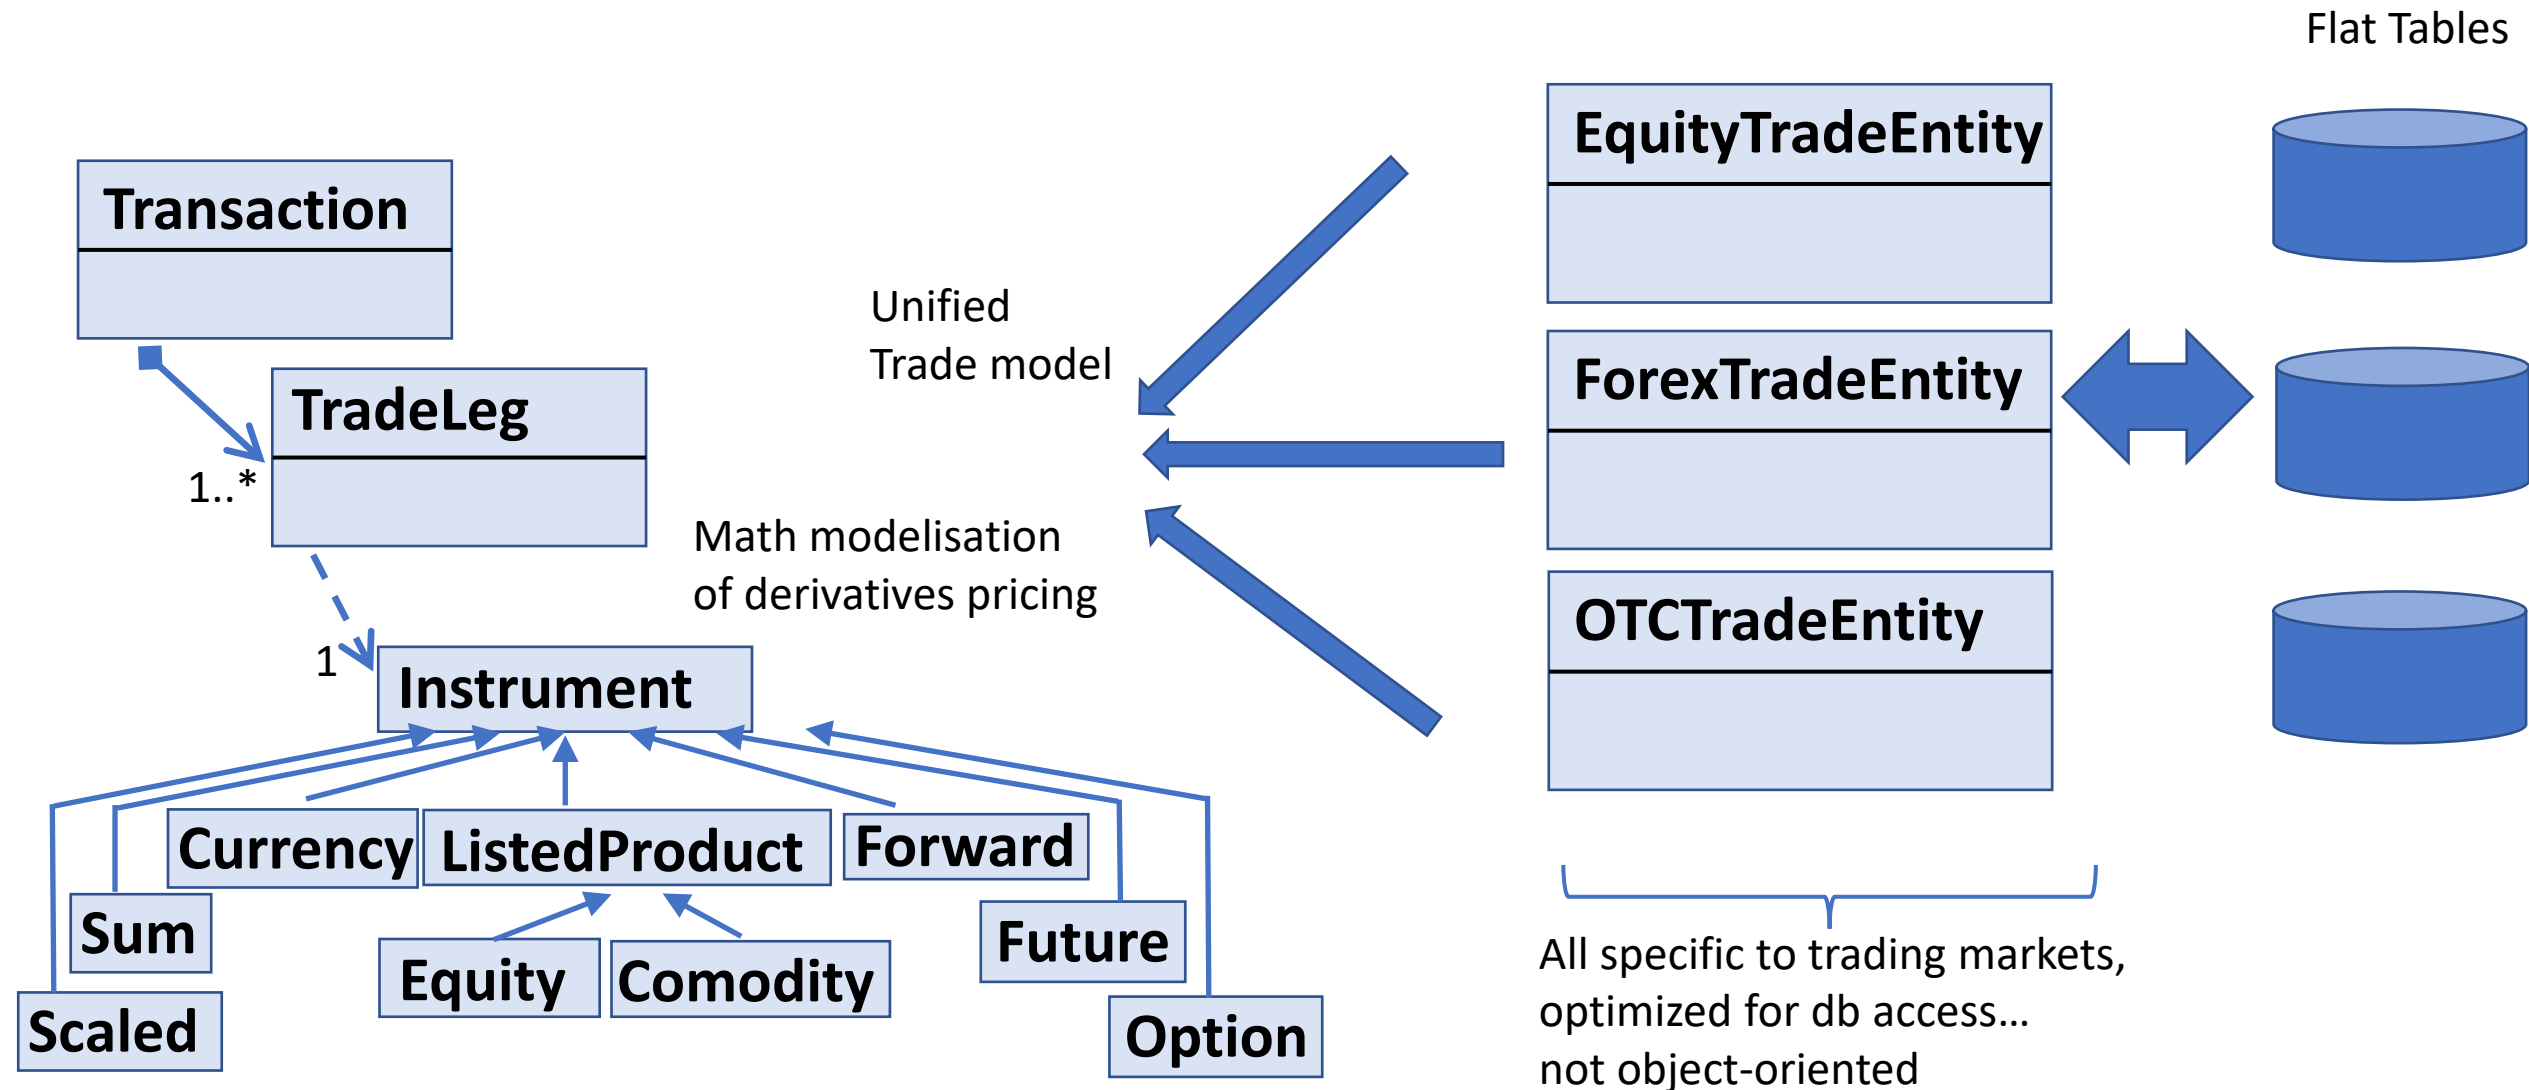 Flat Tables
EquityTradeEntity
Transaction
Unified
Trade model
ForexTradeEntity
TradeLeg
1..*
Math modelisation
of derivatives pricing
OTCTradeEntity
1
Instrument
Currency
ListedProduct
Forward
Sum
Future
Equity
Comodity
Scaled
Option
All specific to trading markets,
optimized for db access…
not object-oriented